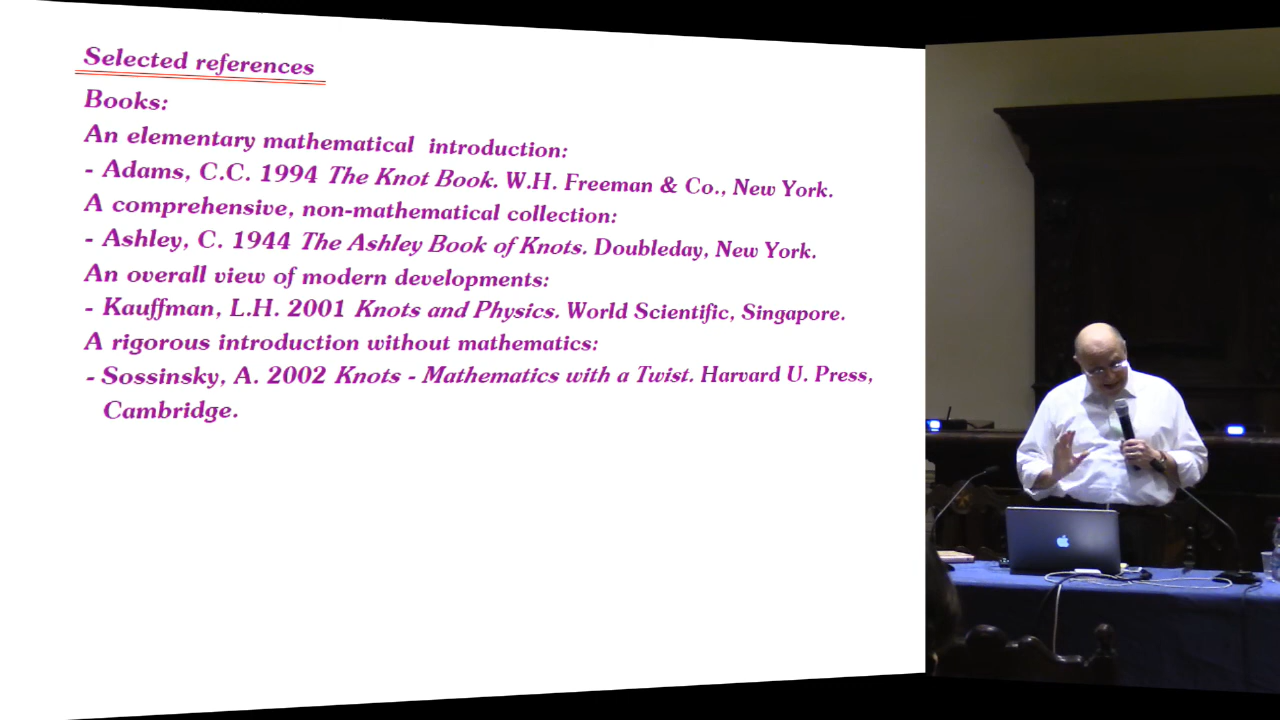 Selected references
Books:
An elementary mathematical introduction:
- Adams, C.C. 1994 The Knot Book. W.H. Freeman & Co., New York.
A comprehensive, non-mathematical collection:
- Ashley, C. 1944 The Ashley Book of Knots. Doubleday, New York.
An overall view of modern developments:
- Kauffman, L.H. 2001 Knots and Physics. World Scientific, Singapore.
A rigorous introduction without mathematics:
- Sossinsky, A. 2002 Knots - Mathematics with a Twist. Harvard U. Press,
Cambridge.